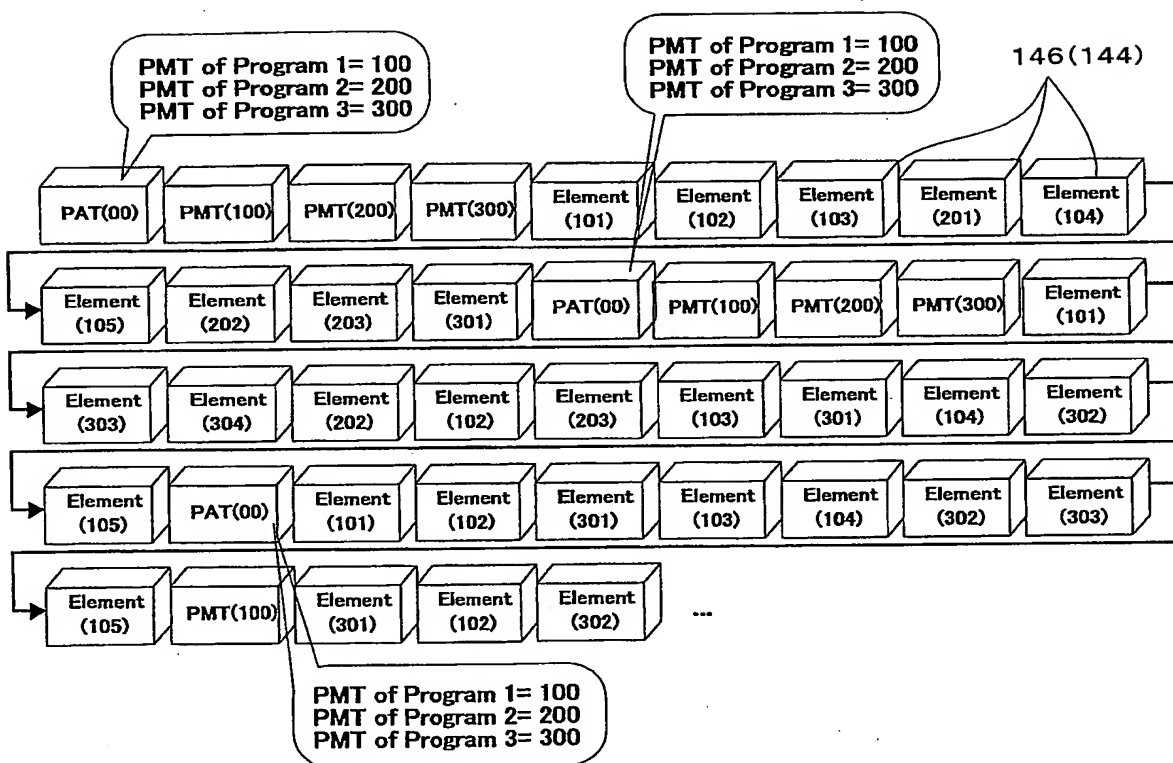 PMT of Program 1= 100
PMT of Program 2= 200
PMT of Program 3= 300
PMT of Program 1= 100
PMT of Program 2= 200
PMT of Program 3= 300
146(144)
PAT(00) PMT(100) PMT(200) PMT(300) Element (101) Element (102) Element (103) Element (201) Element (104)
Element (105) Element (202) Element (203) Element (301) PAT(00) PMT(100) PMT(200) PMT(300) Element (101)
Element (303) Element (304) Element (202) Element (102) Element (203) Element (103) Element (301) Element (104) Element (302)
Element (105) PAT(00) Element (101) Element (102) Element (301) Element (103) Element (104) Element (302) Element (303)
Element (105) PMT(100) Element (301) Element (102) Element (302) ...
PMT of Program 1= 100
PMT of Program 2= 200
PMT of Program 3= 300